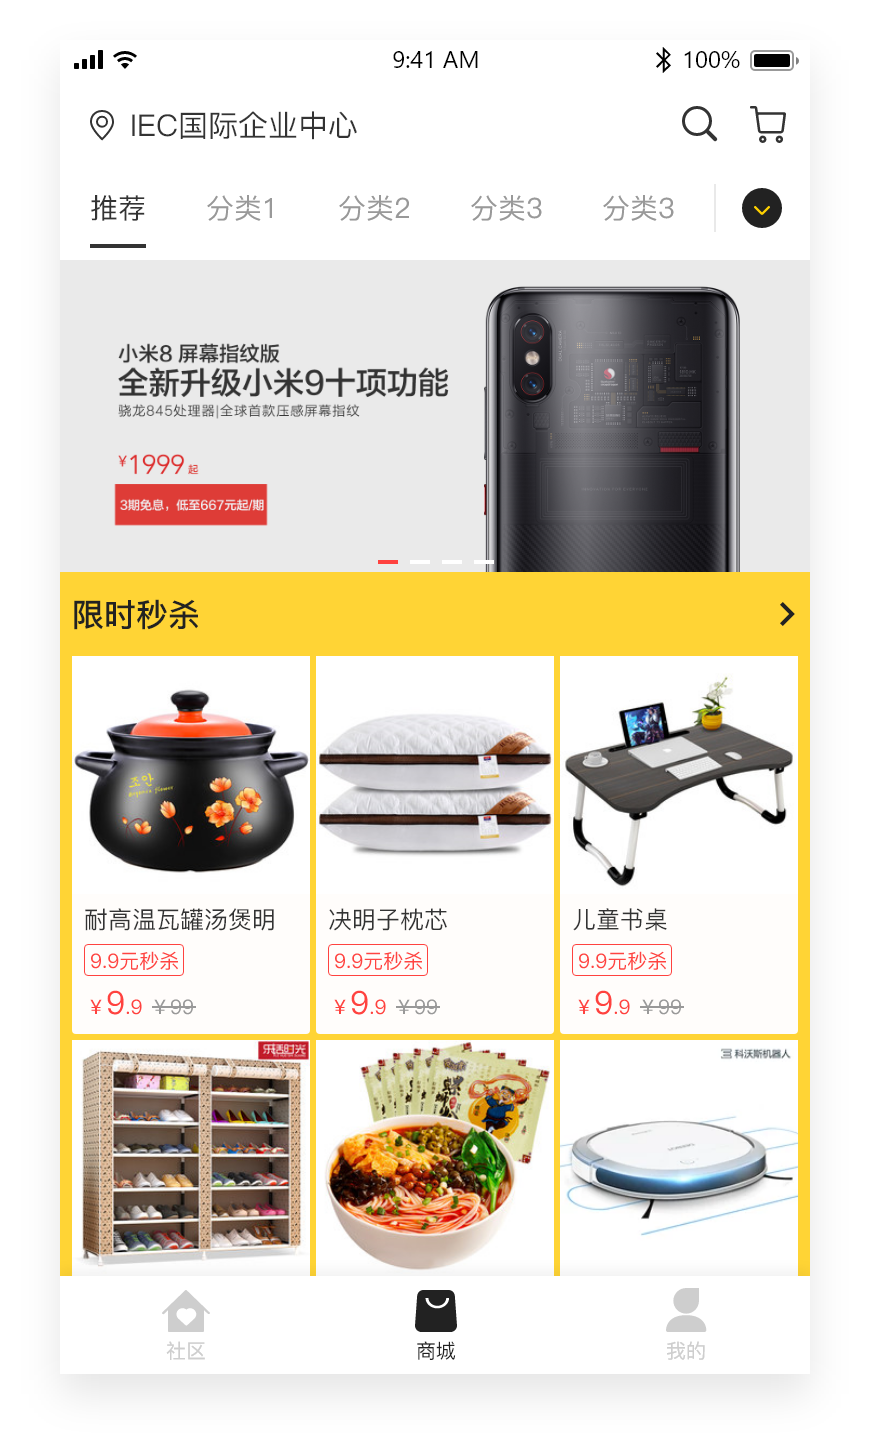 9:41 AM
100%
IEC国际企业中心
推荐
分类1
分类2
分类3
分类3
小米8 屏幕指纹版
全新升级小米9十项功能
骁龙845处理器|全球首款压感屏幕指纹
¥1999起
3期免息，低至667元起/期
限时秒杀
조안
耐高温瓦罐汤煲明
决明子枕芯
儿童书桌
9.9元秒杀
9.9元秒杀
9.9元秒杀
¥9.9 ¥99
¥9.9 ¥99
¥9.9 ¥99
乐活时光
科沃斯机器人
社区
商城
我的